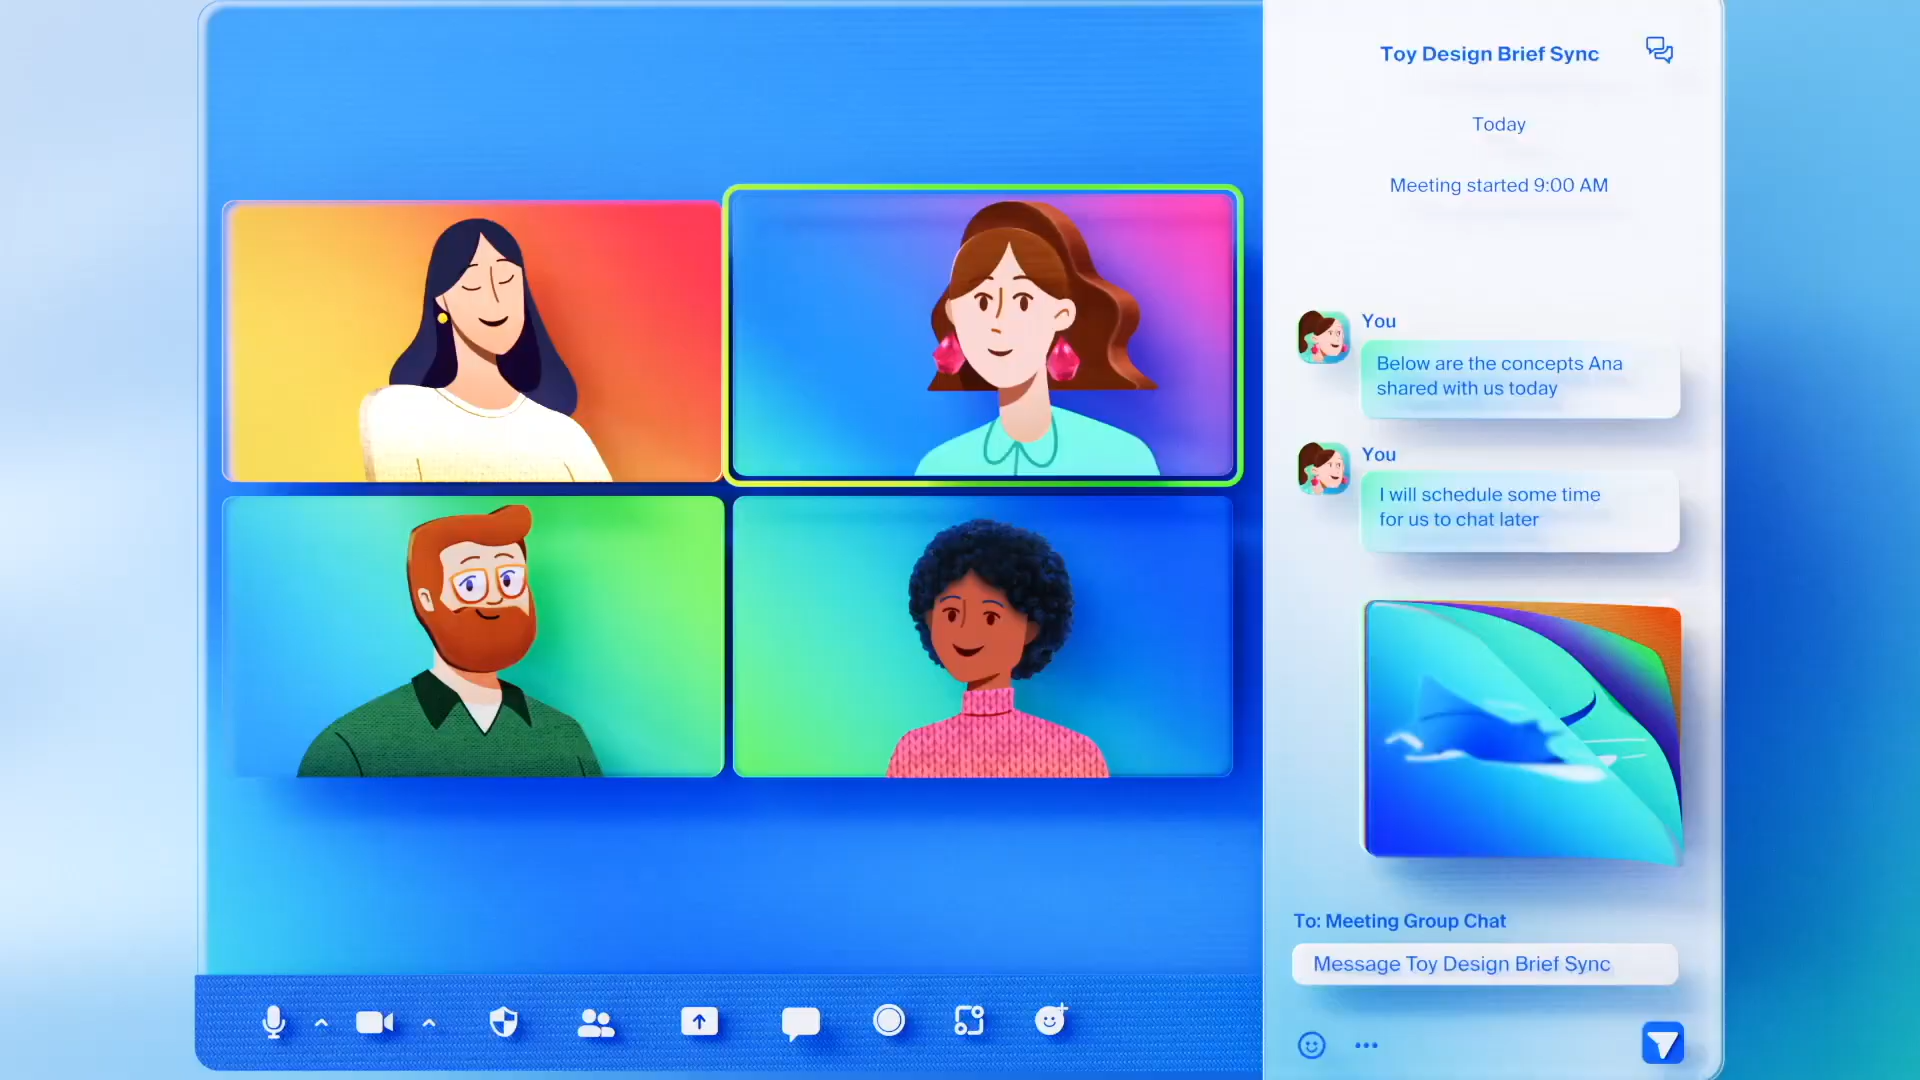 Toy Design Brief Sync
Today
Meeting started 9:00 AM
You
Below are the concepts Ana
shared with us today
You
I will schedule some time
for us to chat later
To: Meeting Group Chat
Message Toy Design Brief Sync